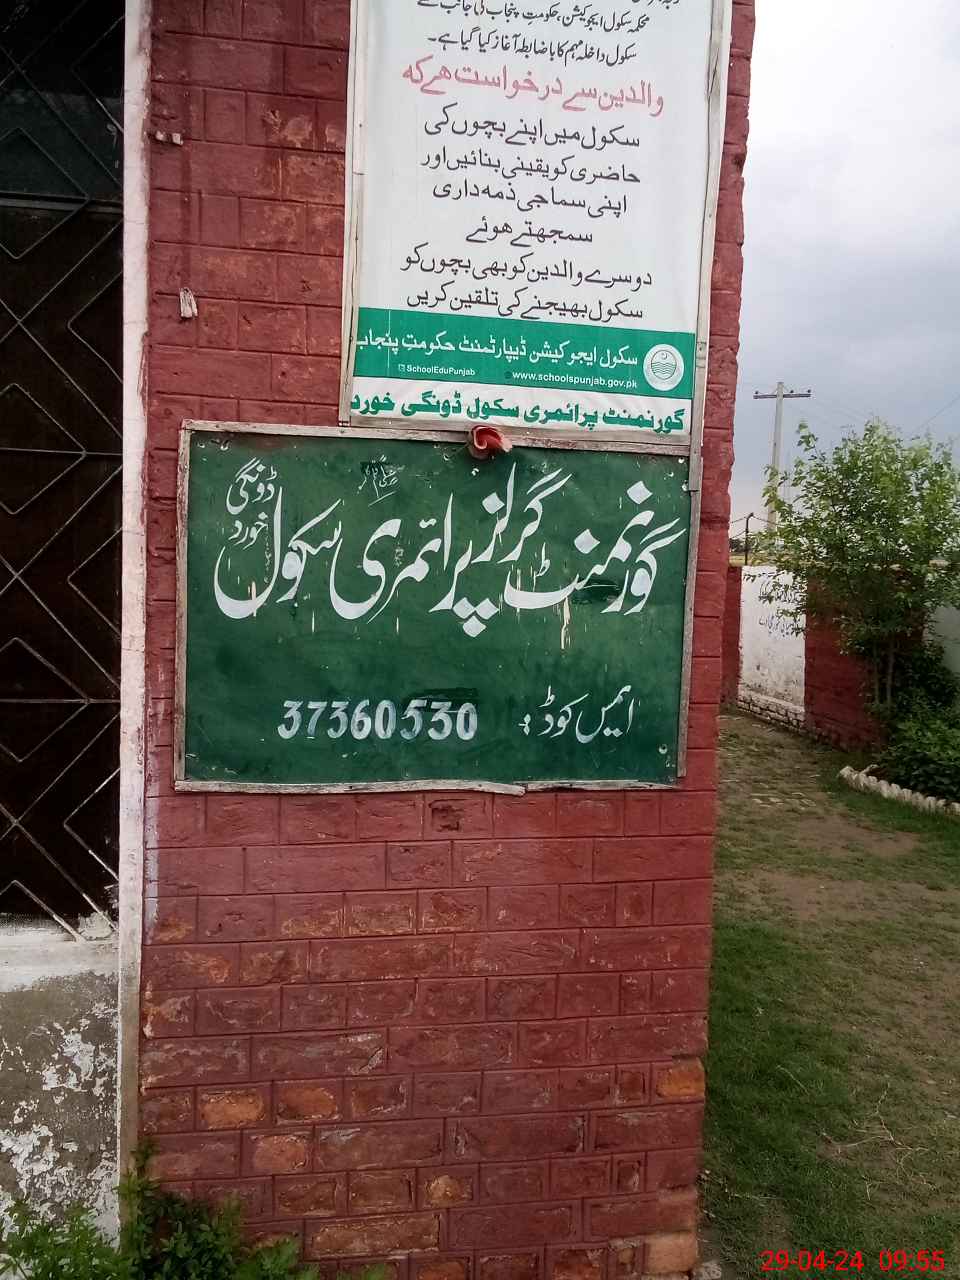 محکمہ سکول ایجوکیشن، حکومتِ پنجاب کی جانب سے
سکول داخلہ مہم کا باضابطہ آغاز کیا گیا ہے۔
والدین سے درخواست ھے کہ
سکول میں اپنے بچوں کی
حاضری کو یقینی بنائیں اور
اپنی سماجی ذمہ داری
سمجھتے ھوئے
دوسرے والدین کو بھی بچوں کو
سکول بھیجنے کی تلقین کریں
سکول ایجوکیشن ڈیپارٹمنٹ حکومتِ پنجاب
SchoolEduPunjab www.schoolspunjab.gov.pk
گورنمنٹ پرائمری سکول ڈونگی خورد
گورنمنٹ گرلز پرائمری سکول ڈونگی خورد
ایمس کوڈ: 37360530
29-04-24 09:55